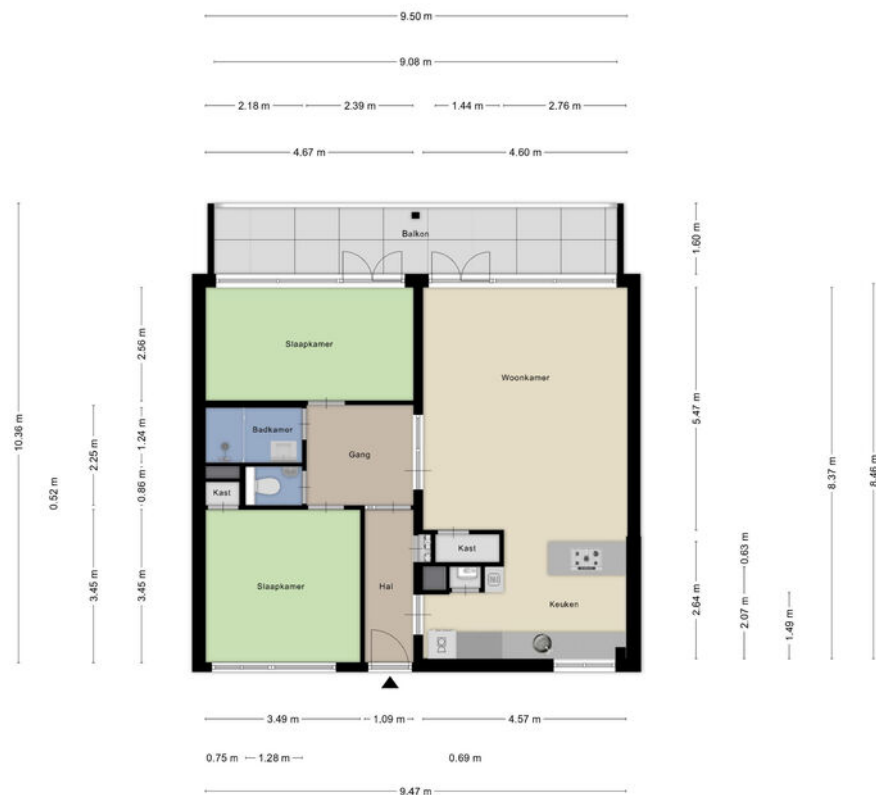 9.50 m
9.08 m
2.18 m 2.39 m 1.44 m 2.76 m
4.67 m 4.60 m
Balkon
1.60 m
Slaapkamer
2.56 m
Woonkamer
10.36 m
0.52 m
2.25 m
1.24 m
Badkamer
Gang
5.47 m
8.37 m
8.46 m
0.86 m
Kast
Kast
3.45 m
3.45 m
Slaapkamer
Hal
Keuken
2.64 m
0.63 m
2.07 m
1.49 m
3.49 m 1.09 m 4.57 m
0.75 m 1.28 m 0.69 m
9.47 m